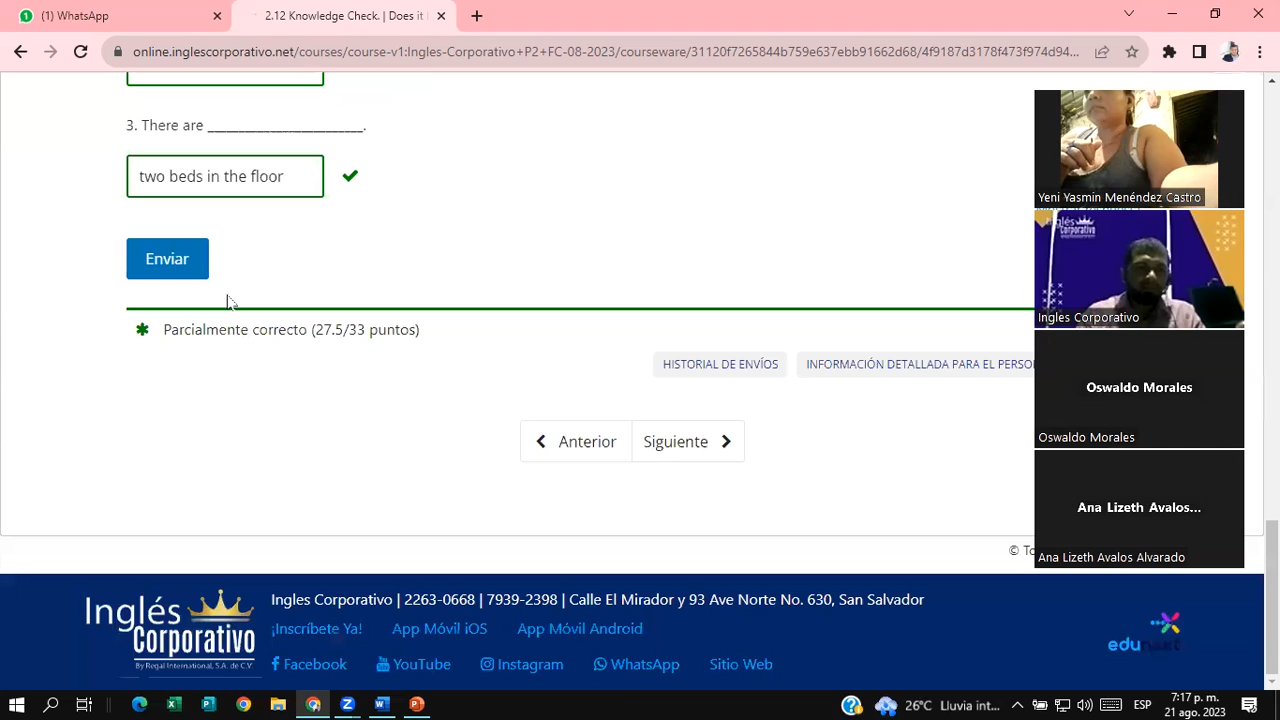 (1) WhatsApp
2.12 Knowledge Check. | Does it
online.inglescorporativo.net/courses/course-v1:Ingles-Corporativo+P2+FC-08-2023/courseware/31120f7265844b759e637ebb91662d68/4f9187d3178f473f974d94...
3. There are _________________________.
two beds in the floor
Enviar
Parcialmente correcto (27.5/33 puntos)
HISTORIAL DE ENVÍOS
INFORMACIÓN DETALLADA PARA EL PERSO
Anterior
Siguiente
Yeni Yasmin Menéndez Castro
Inglés Corporativo
Ingles Corporativo
Oswaldo Morales
Oswaldo Morales
Ana Lizeth Avalos...
Ana Lizeth Avalos Alvarado
© To
Inglés Corporativo
By Regal International, S.A. de C.V.
Ingles Corporativo | 2263-0668 | 7939-2398 | Calle El Mirador y 93 Ave Norte No. 630, San Salvador
¡Inscríbete Ya!
App Móvil iOS
App Móvil Android
Facebook
YouTube
Instagram
WhatsApp
Sitio Web
edunext
26°C Lluvia int...
ESP
7:17 p. m.
21 ago. 2023